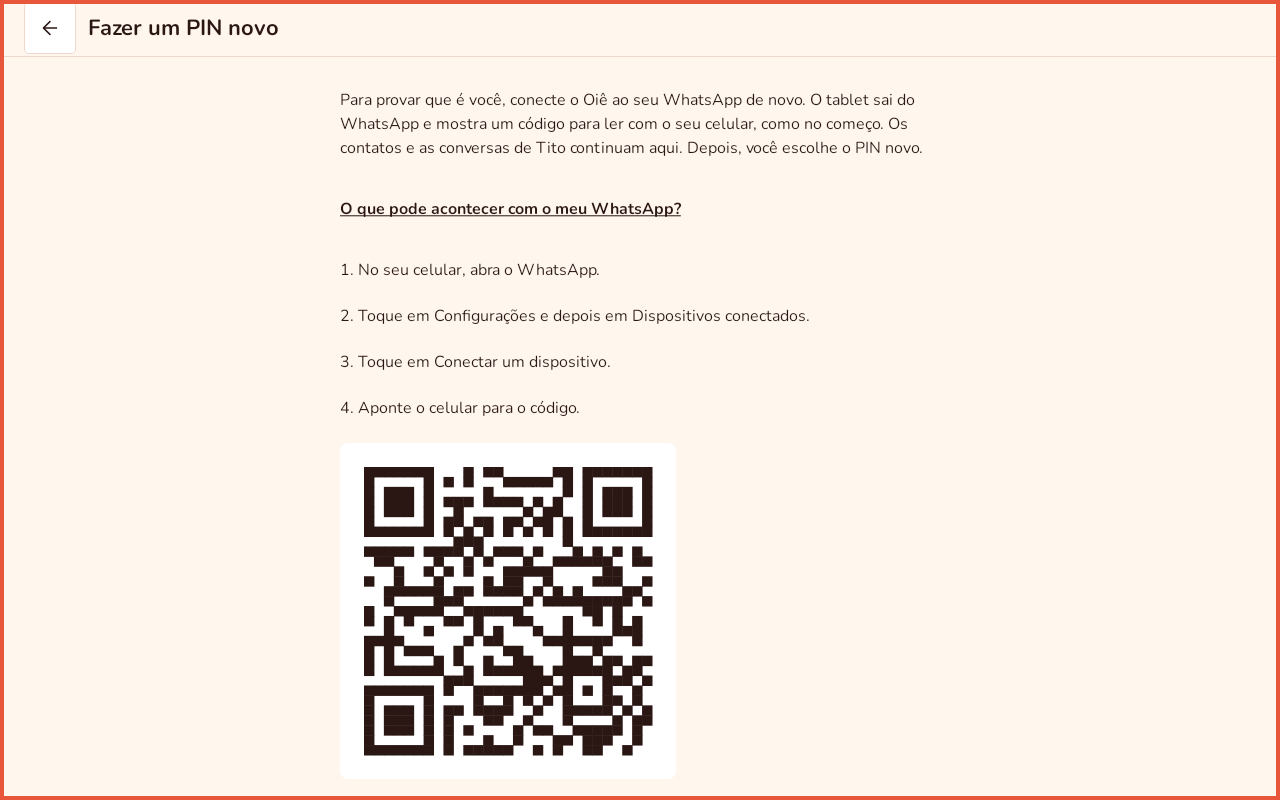 Fazer um PIN novo
Para provar que é você, conecte o Oiê ao seu WhatsApp de novo. O tablet sai do
WhatsApp e mostra um código para ler com o seu celular, como no começo. Os
contatos e as conversas de Tito continuam aqui. Depois, você escolhe o PIN novo.
O que pode acontecer com o meu WhatsApp?
1. No seu celular, abra o WhatsApp.
2. Toque em Configurações e depois em Dispositivos conectados.
3. Toque em Conectar um dispositivo.
4. Aponte o celular para o código.